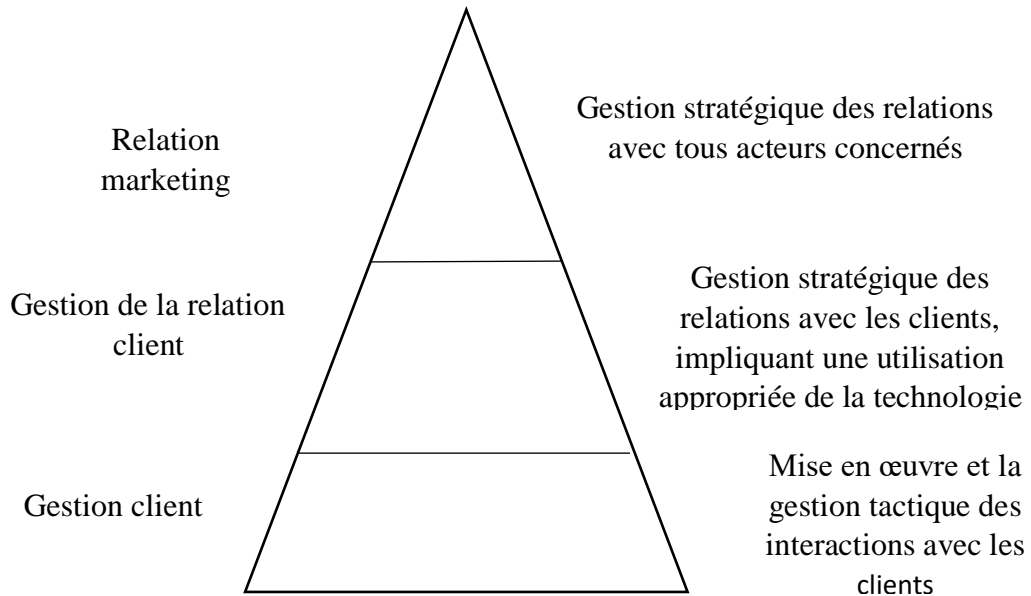 Relation
marketing
Gestion stratégique des relations
avec tous acteurs concernés
Gestion de la relation
client
Gestion stratégique des
relations avec les clients,
impliquant une utilisation
appropriée de la technologie
Gestion client
Mise en œuvre et la
gestion tactique des
interactions avec les
clients